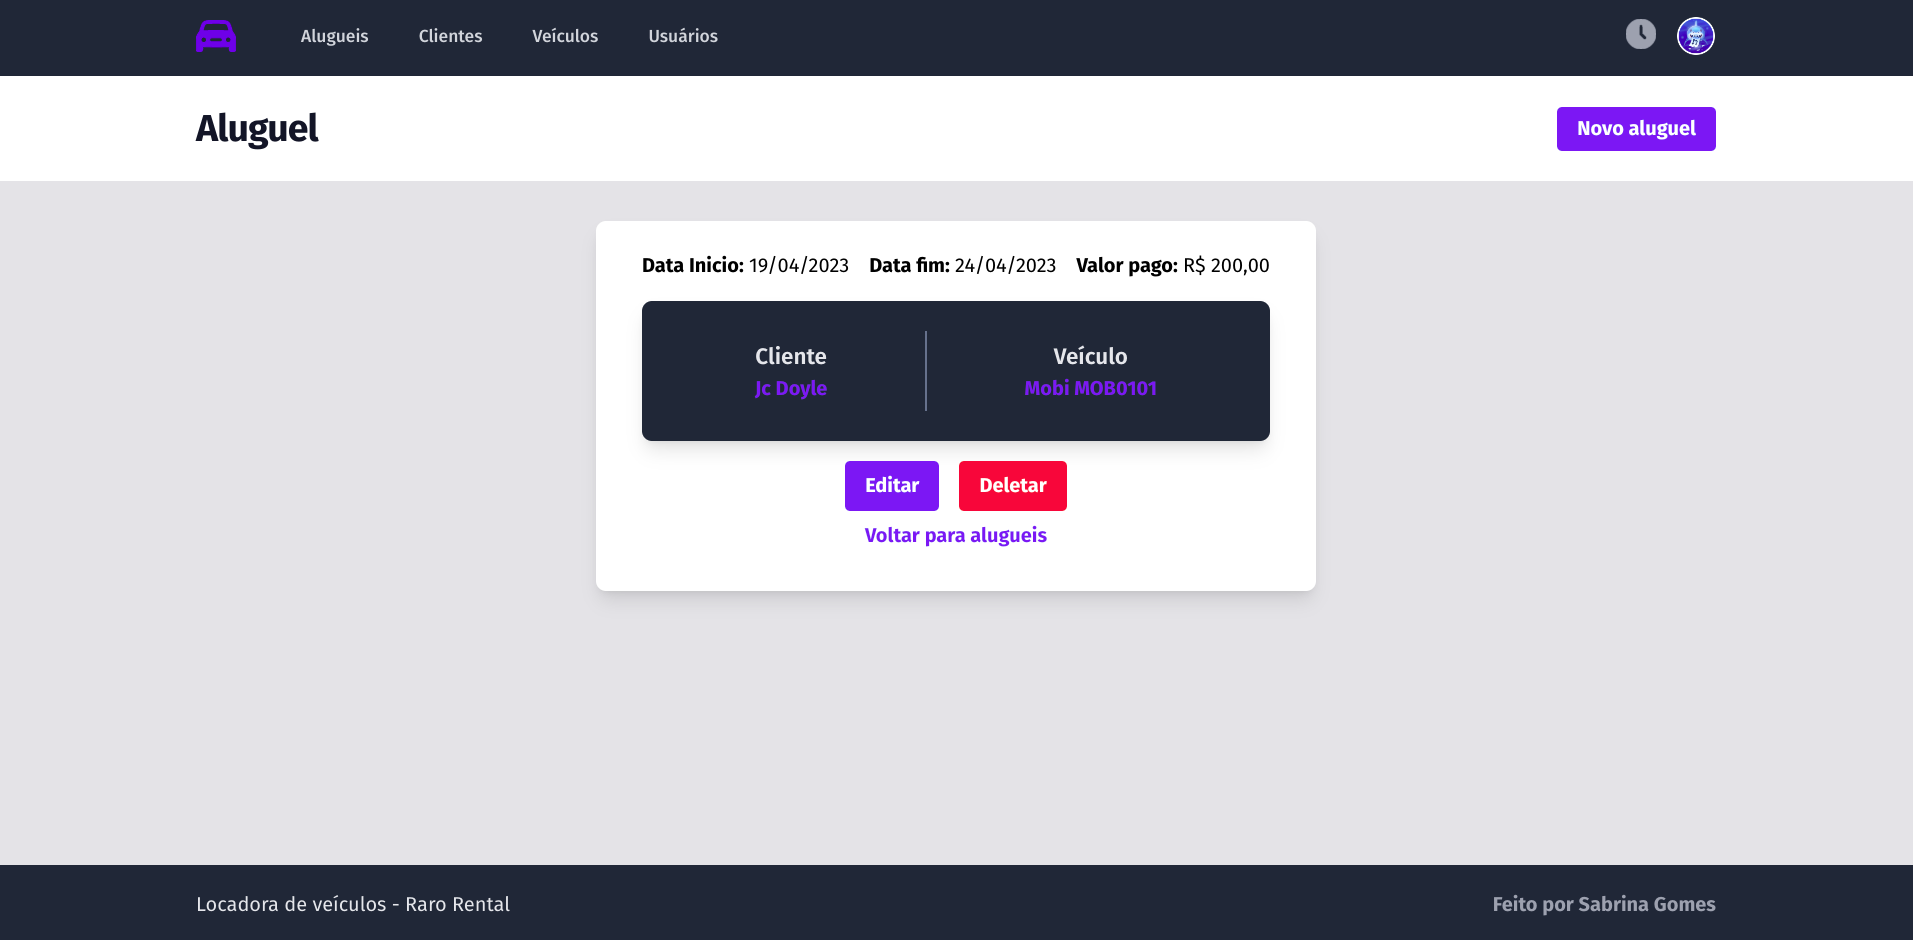 Alugueis Clientes Veículos Usuários
Aluguel
Novo aluguel
Data Inicio: 19/04/2023 Data fim: 24/04/2023 Valor pago: R$ 200,00
Cliente
Jc Doyle
Veículo
Mobi MOB0101
Editar Deletar
Voltar para alugueis
Locadora de veículos - Raro Rental
Feito por Sabrina Gomes